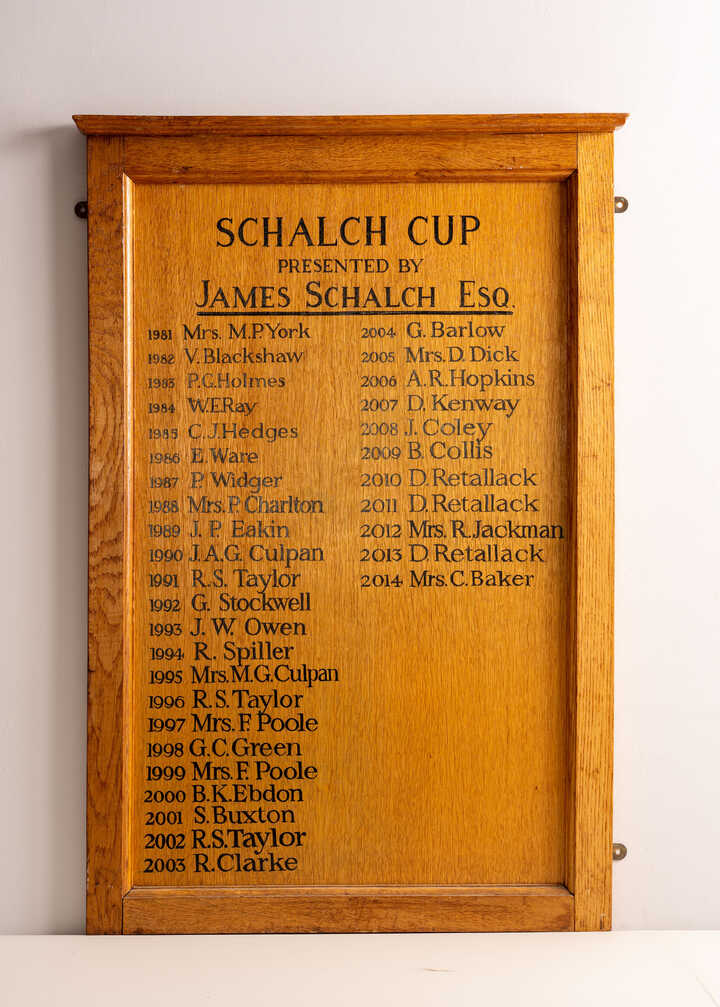 SCHALCH CUP
PRESENTED BY
JAMES SCHALCH ESQ.
1981 Mrs. M.P. York
1982 V. Blackshaw
1983 P.G. Holmes
1984 W.E. Ray
1985 C.J. Hedges
1986 E. Ware
1987 P. Widger
1988 Mrs. P. Charlton
1989 J. P. Eakin
1990 J.A.G. Culpan
1991 R.S. Taylor
1992 G. Stockwell
1993 J. W. Owen
1994 R. Spiller
1995 Mrs. M.G. Culpan
1996 R.S. Taylor
1997 Mrs. F. Poole
1998 G.C. Green
1999 Mrs. F. Poole
2000 B.K. Ebdon
2001 S. Buxton
2002 R.S. Taylor
2003 R. Clarke
2004 G. Barlow
2005 Mrs. D. Dick
2006 A.R. Hopkins
2007 D. Kenway
2008 J. Coley
2009 B. Collis
2010 D. Retallack
2011 D. Retallack
2012 Mrs. R. Jackman
2013 D. Retallack
2014 Mrs. C. Baker